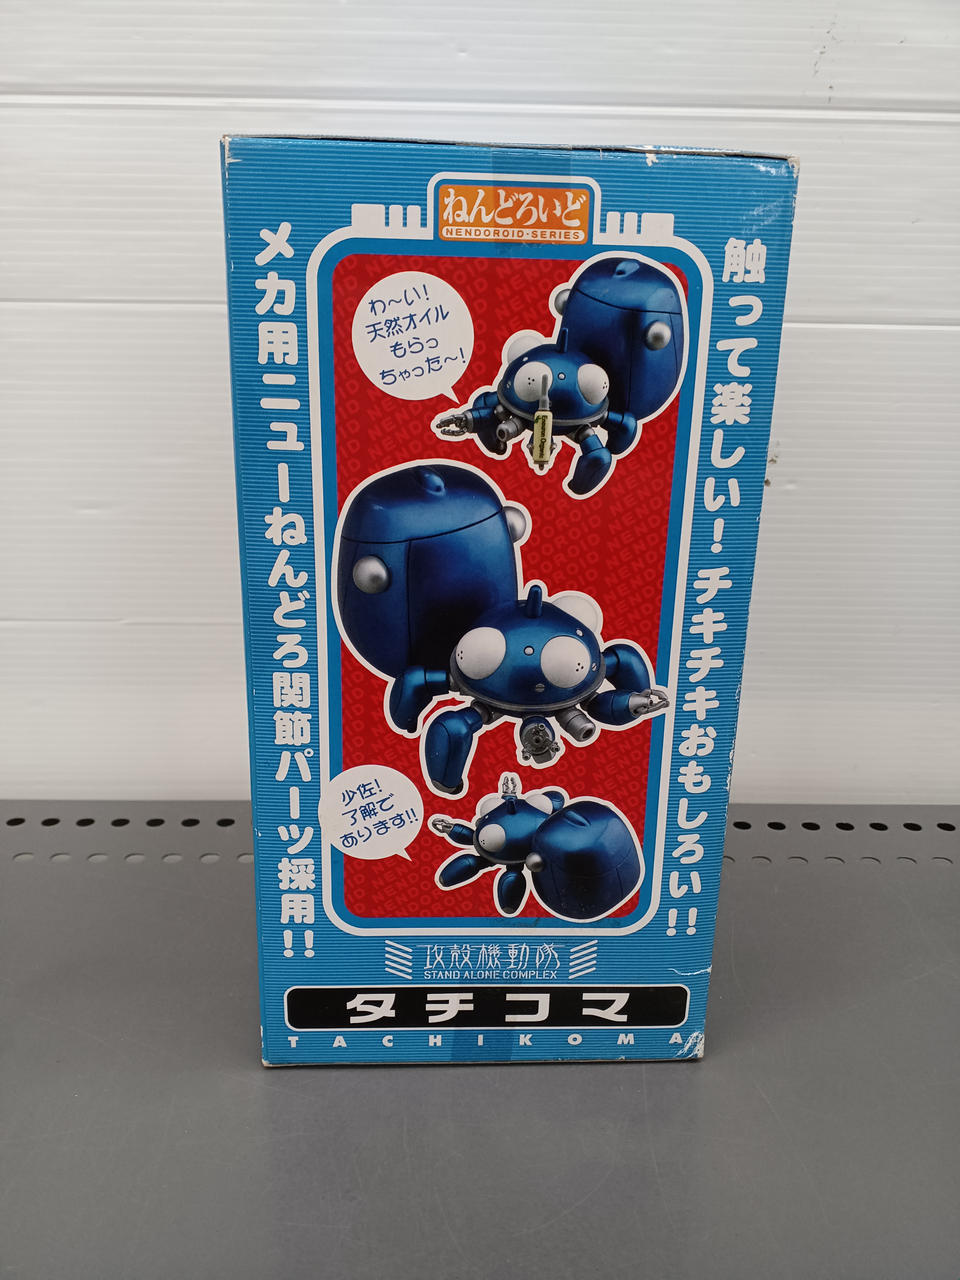 ねんどろいど
NENDOROID·SERIES
触って楽しい!チキチキおもしろい!!
メカ用ニューねんどろ関節パーツ採用!!
わ〜い!
天然オイル
もらっ
ちゃった〜!
少佐!
了解で
あります!!
攻殻機動隊
STAND ALONE COMPLEX
タチコマ
TACHIKOMA